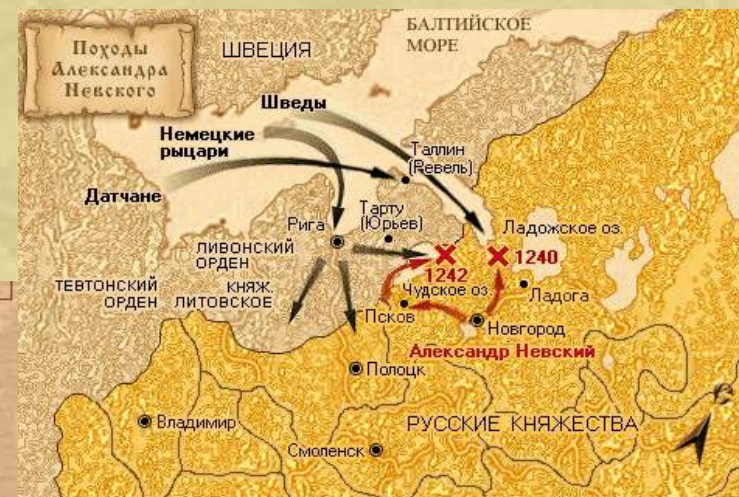 Походы
Александра
Невского
ШВЕЦИЯ
БАЛТИЙСКОЕ
МОРЕ
Шведы
Немецкие
рыцари
Датчане
Таллин
(Ревель)
Тарту
(Юрьев)
Рига
Ладожское оз.
ЛИВОНСКИЙ
ОРДЕН
1240
1242
ТЕВТОНСКИЙ
ОРДЕН
КНЯЖ.
ЛИТОВСКОЕ
Чудское оз.
Ладога
Псков
Новгород
Александр Невский
Полоцк
Владимир
РУССКИЕ КНЯЖЕСТВА
Смоленск